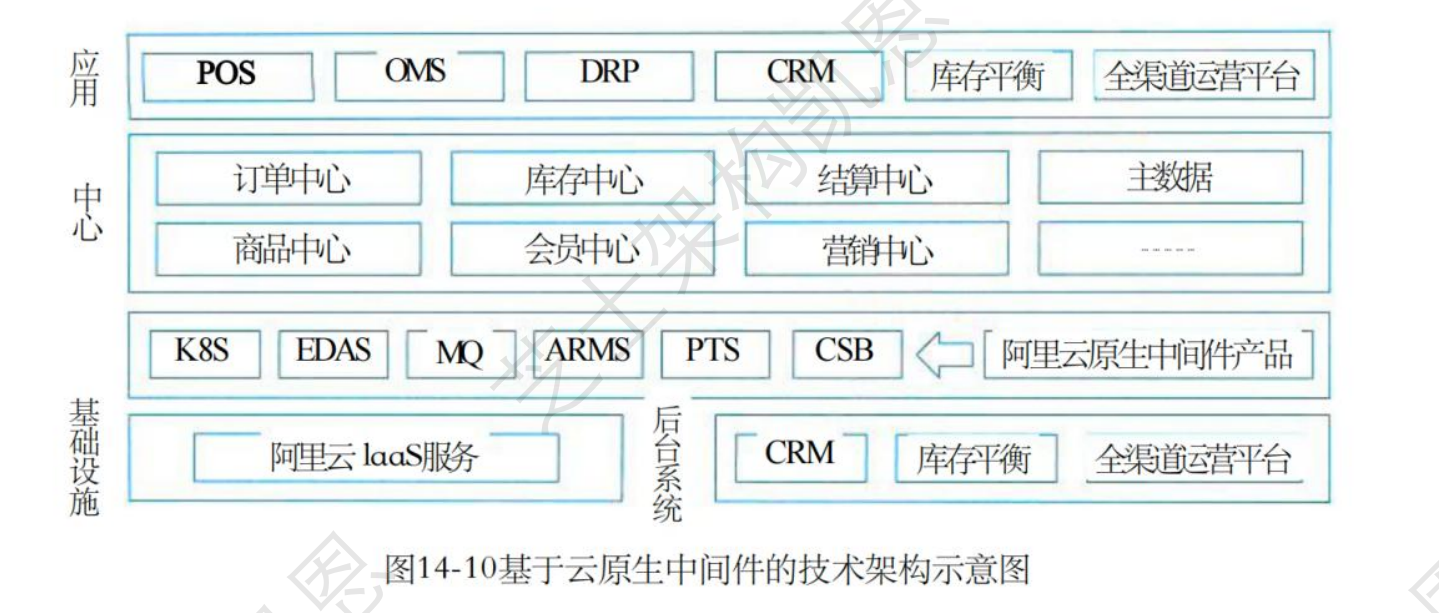 应用
POS OMS DRP CRM 库存平衡 全渠道运营平台
中心
订单中心 库存中心 结算中心 主数据
商品中心 会员中心 营销中心 ……
K8S EDAS MQ ARMS PTS CSB 阿里云原生中间件产品
基础设施
阿里云 laaS服务
后台系统
CRM 库存平衡 全渠道运营平台
图14-10基于云原生中间件的技术架构示意图
芝士架构凯恩
凯恩